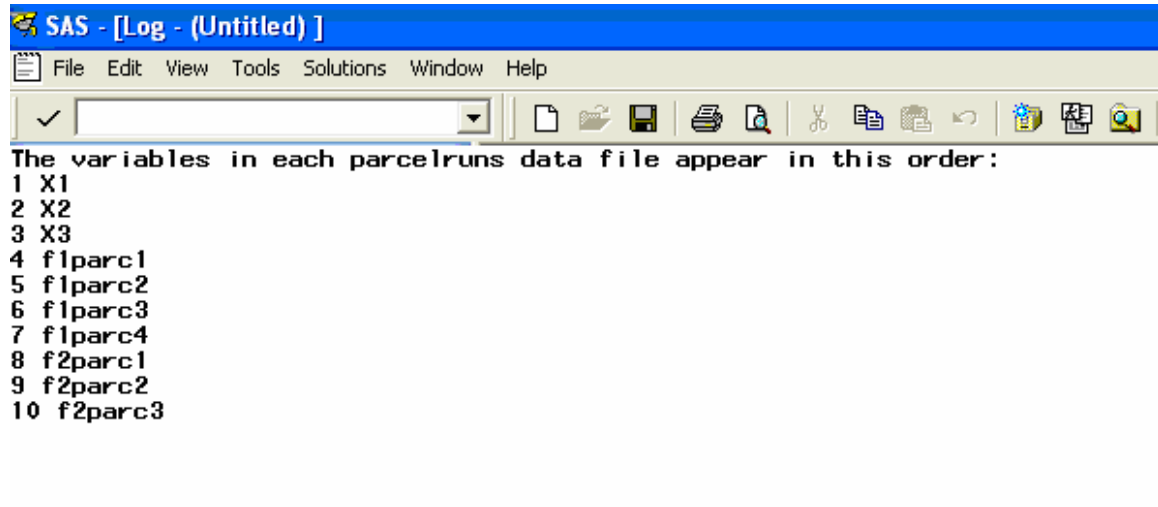 SAS - [Log - (Untitled) ]
File Edit View Tools Solutions Window Help
The variables in each parcelruns data file appear in this order:
1 X1
2 X2
3 X3
4 f1parc1
5 f1parc2
6 f1parc3
7 f1parc4
8 f2parc1
9 f2parc2
10 f2parc3